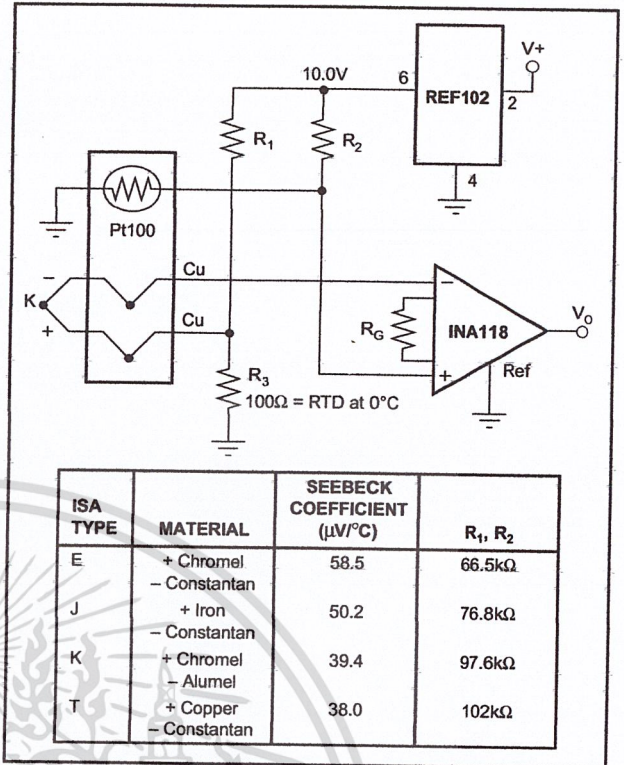 V+
10.0V
6
REF102
2
R1
R2
4
Pt100
Cu
−
K
+
Cu
−
RG
INA118
VO
Ref
+
R3
100Ω = RTD at 0°C
ISA TYPE
MATERIAL
SEEBECK COEFFICIENT (µV/°C)
R1, R2
E
+ Chromel
− Constantan
58.5
66.5kΩ
J
+ Iron
− Constantan
50.2
76.8kΩ
K
+ Chromel
− Alumel
39.4
97.6kΩ
T
+ Copper
− Constantan
38.0
102kΩ